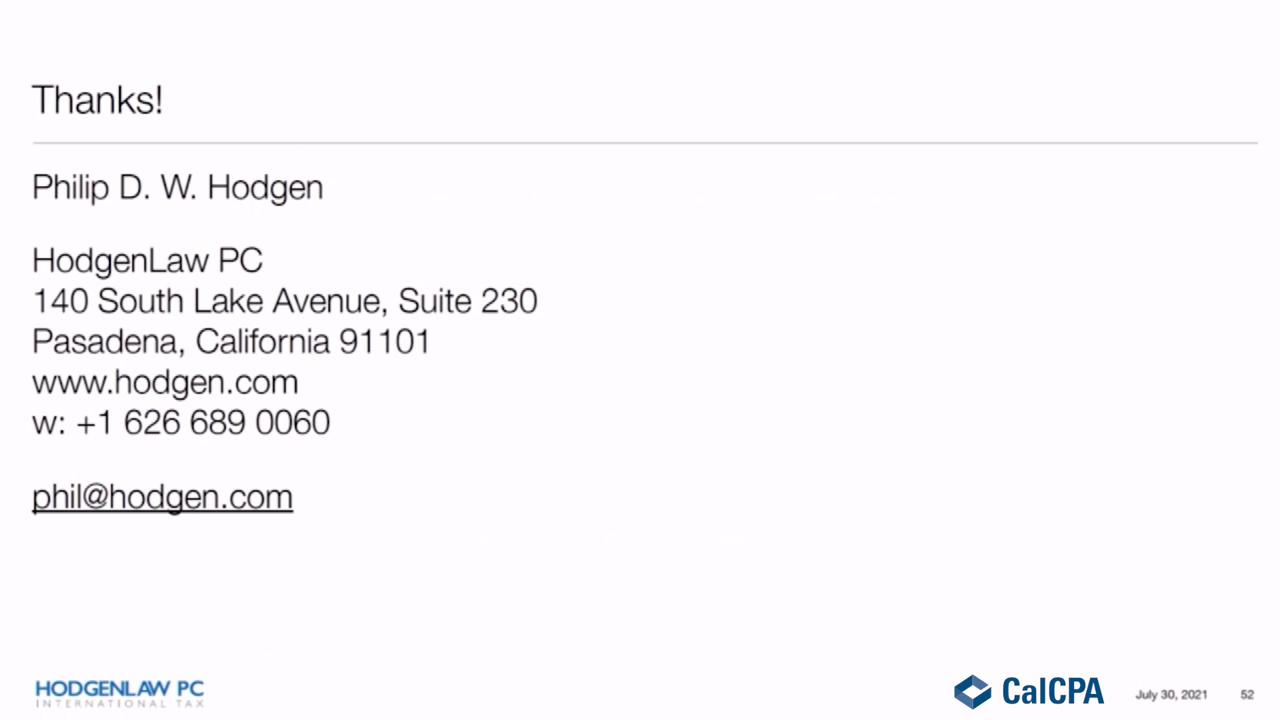 Thanks!
Philip D. W. Hodgen
HodgenLaw PC
140 South Lake Avenue, Suite 230
Pasadena, California 91101
www.hodgen.com
w: +1 626 689 0060
phil@hodgen.com
HODGENLAW PC
INTERNATIONAL TAX
CalCPA
July 30, 2021
52